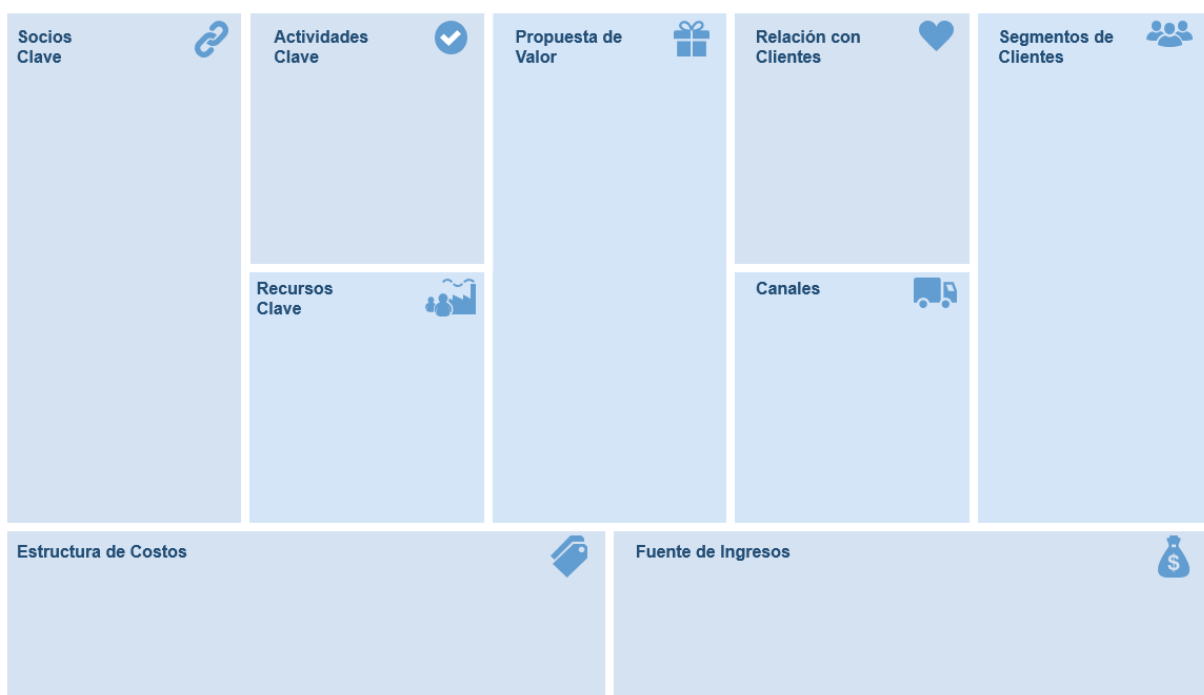 Socios
Clave
Actividades
Clave
Propuesta de
Valor
Relación con
Clientes
Segmentos de
Clientes
Recursos
Clave
Canales
Estructura de Costos
Fuente de Ingresos
$